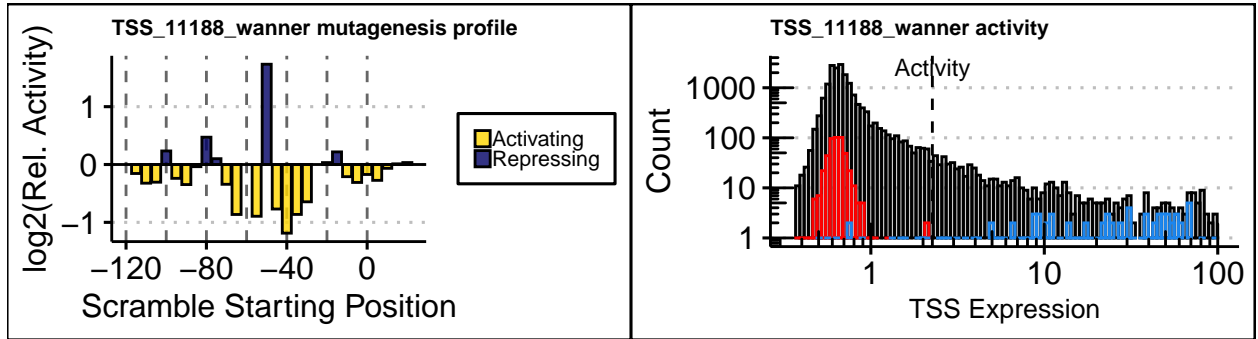 TSS_11188_wanner mutagenesis profile
log2(Rel. Activity)
1
0
−1
−120
−80
−40
0
Scramble Starting Position
Activating
Repressing
TSS_11188_wanner activity
Activity
Count
1000
100
10
1
1
10
100
TSS Expression